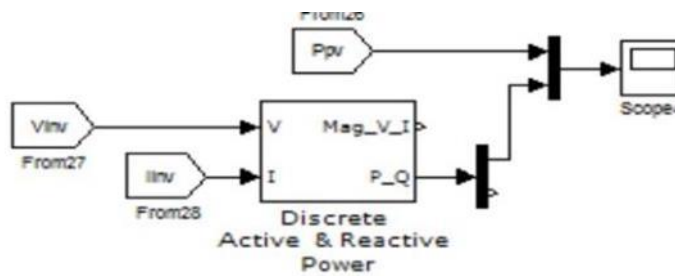 From26
Ppv
Vinv
From27
Iinv
From28
V
Mag_V_I
I
P_Q
Discrete
Active & Reactive
Power